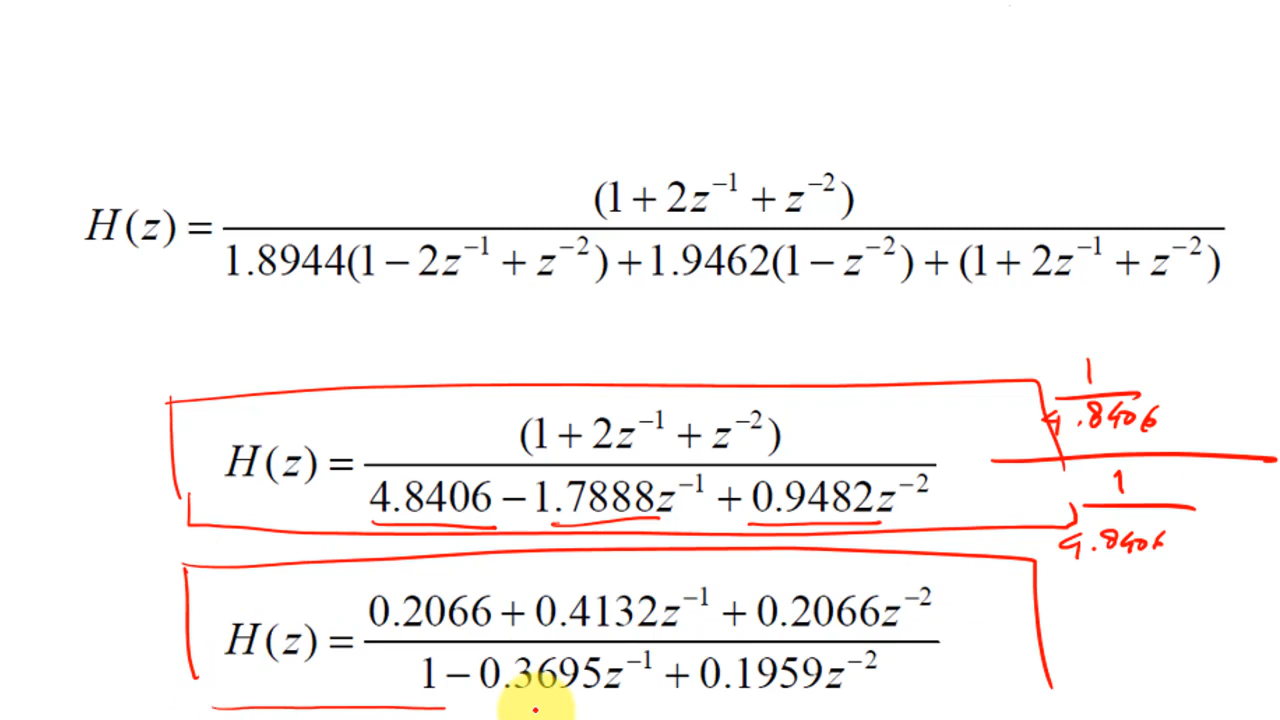 H(z) = (1 + 2z⁻¹ + z⁻²) / 1.8944(1 − 2z⁻¹ + z⁻²) + 1.9462(1 − z⁻²) + (1 + 2z⁻¹ + z⁻²)
H(z) = (1 + 2z⁻¹ + z⁻²) / 4.8406 − 1.7888z⁻¹ + 0.9482z⁻²
1 / 4.8406
1 / 4.8406
H(z) = 0.2066 + 0.4132z⁻¹ + 0.2066z⁻² / 1 − 0.3695z⁻¹ + 0.1959z⁻²